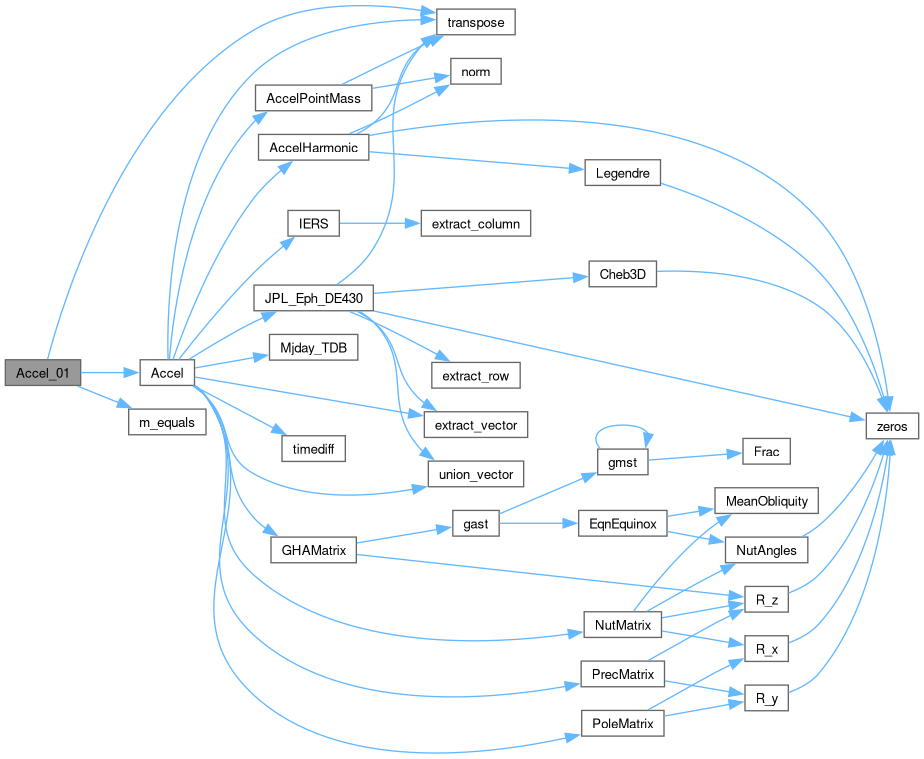 transpose
norm
AccelPointMass
AccelHarmonic
Legendre
IERS
extract_column
Cheb3D
JPL_Eph_DE430
Mjday_TDB
Accel_01
Accel
extract_row
m_equals
extract_vector
zeros
timediff
Frac
gmst
union_vector
MeanObliquity
gast
EqnEquinox
GHAMatrix
NutAngles
R_z
NutMatrix
R_x
PrecMatrix
R_y
PoleMatrix